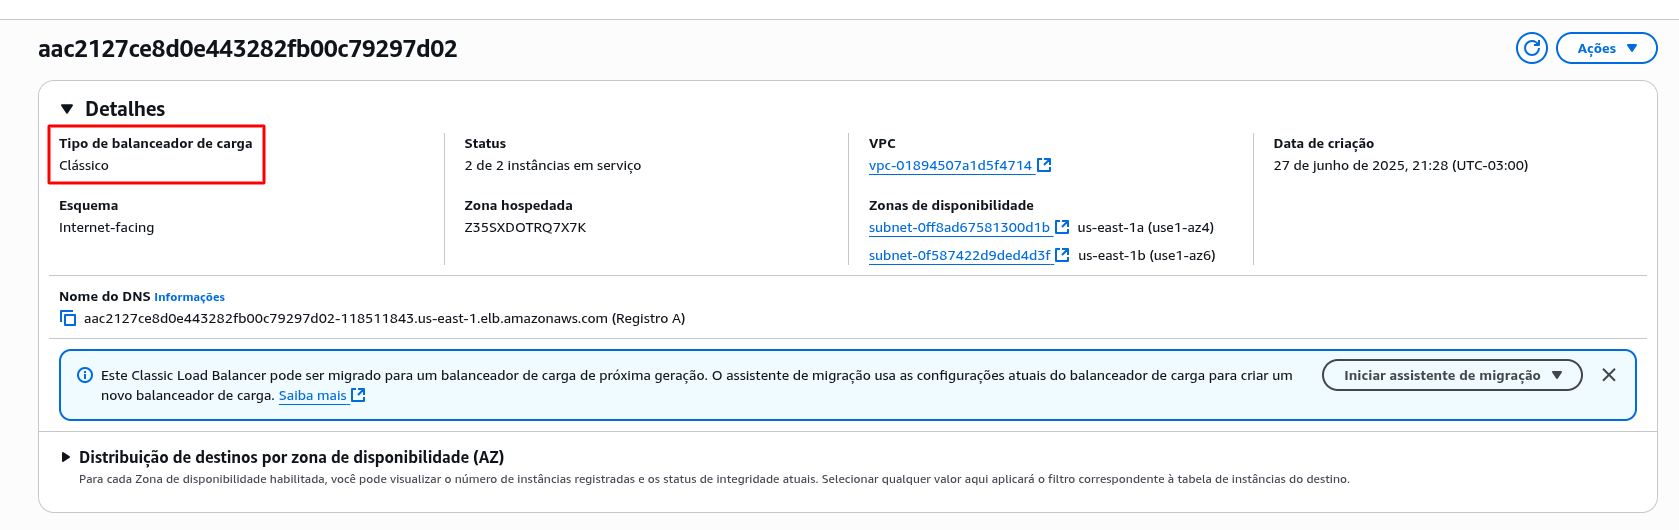 aac2127ce8d0e443282fb00c79297d02
Ações
Detalhes
Tipo de balanceador de carga
Clássico
Status
2 de 2 instâncias em serviço
VPC
vpc-01894507a1d5f4714
Data de criação
27 de junho de 2025, 21:28 (UTC-03:00)
Esquema
Internet-facing
Zona hospedada
Z35SXDOTRQ7X7K
Zonas de disponibilidade
subnet-0ff8ad67581300d1b us-east-1a (use1-az4)
subnet-0f587422d9ded4d3f us-east-1b (use1-az6)
Nome do DNS Informações
aac2127ce8d0e443282fb00c79297d02-118511843.us-east-1.elb.amazonaws.com (Registro A)
Este Classic Load Balancer pode ser migrado para um balanceador de carga de próxima geração. O assistente de migração usa as configurações atuais do balanceador de carga para criar um
novo balanceador de carga. Saiba mais
Iniciar assistente de migração
Distribuição de destinos por zona de disponibilidade (AZ)
Para cada Zona de disponibilidade habilitada, você pode visualizar o número de instâncias registradas e os status de integridade atuais. Selecionar qualquer valor aqui aplicará o filtro correspondente à tabela de instâncias do destino.